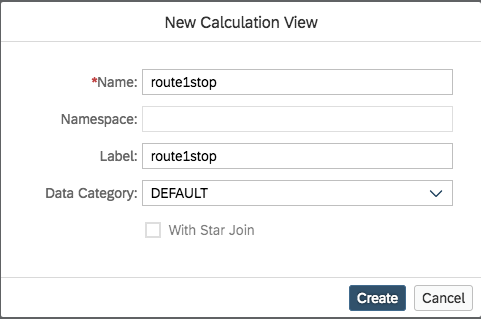 New Calculation View
*Name: route1stop
Namespace:
Label: route1stop
Data Category: DEFAULT
With Star Join
Create Cancel